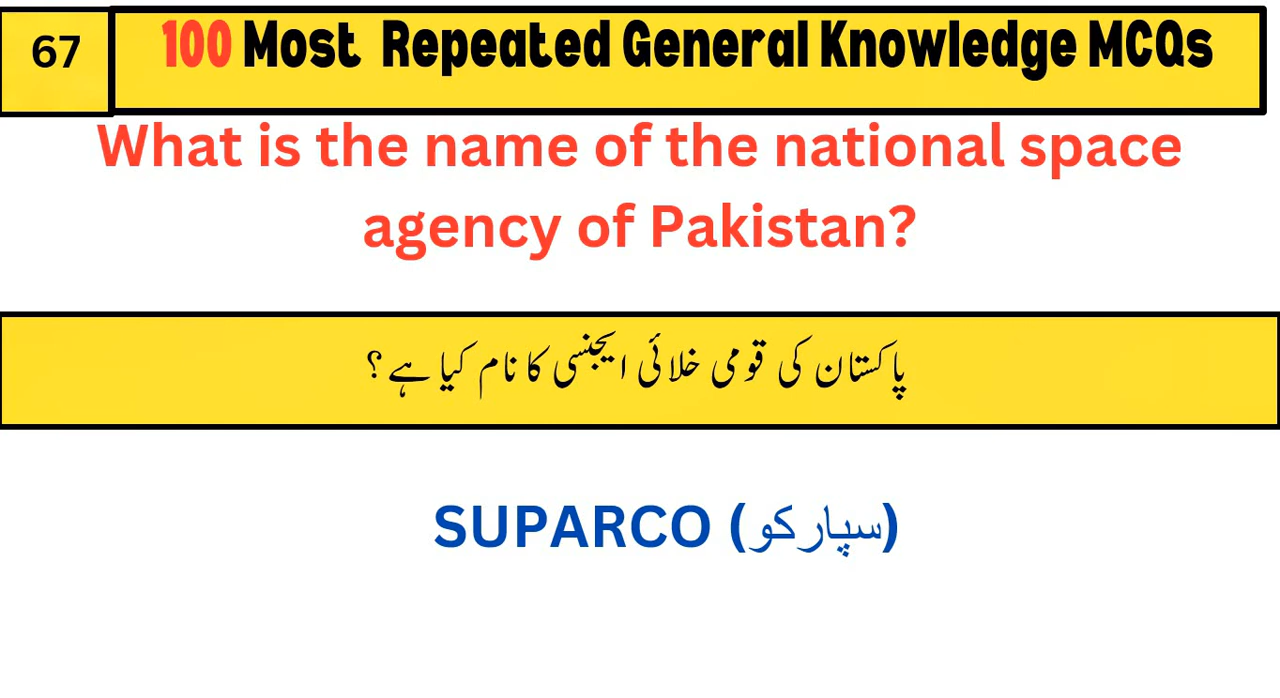 67
100 Most Repeated General Knowledge MCQs
What is the name of the national space
agency of Pakistan?
پاکستان کی قومی خلائی ایجنسی کا نام کیا ہے؟
SUPARCO (سپارکو)